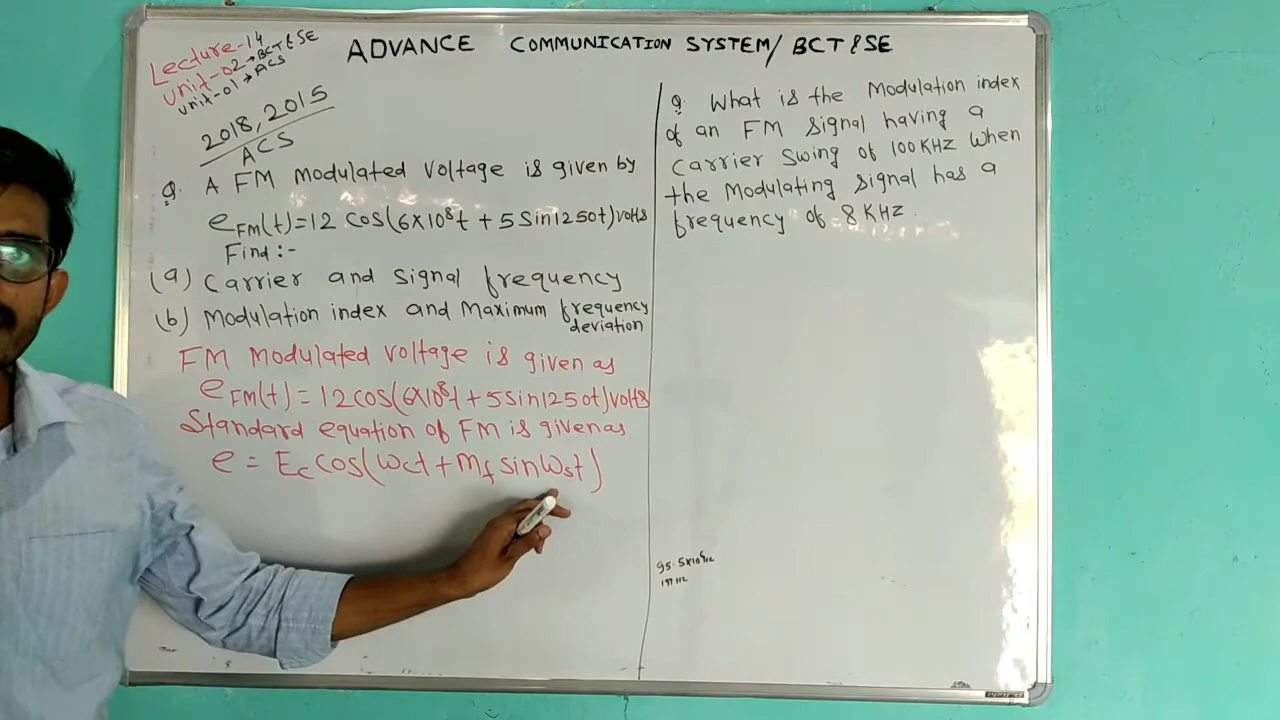 Lecture-14
Unit-02→BCT&SE
Unit-01→ACS
ADVANCE COMMUNICATION SYSTEM/BCT&SE
2018, 2015
ACS
Q. A FM Modulated Voltage is given by
eFM(t)=12 cos(6×10⁸t + 5 Sin1250t) volts
Find :-
(a) Carrier and Signal frequency
(b) Modulation index and Maximum frequency
deviation
FM Modulated voltage is given as
eFM(t)=12cos(6×10⁸t+5sin1250t)volts
Standard equation of FM is given as
e = Ec cos(ωct + mf sinωst)
Q. What is the Modulation index
of an FM Signal having a
Carrier Swing of 100 KHZ when
the Modulating Signal has a
frequency of 8 KHZ.
199 HZ